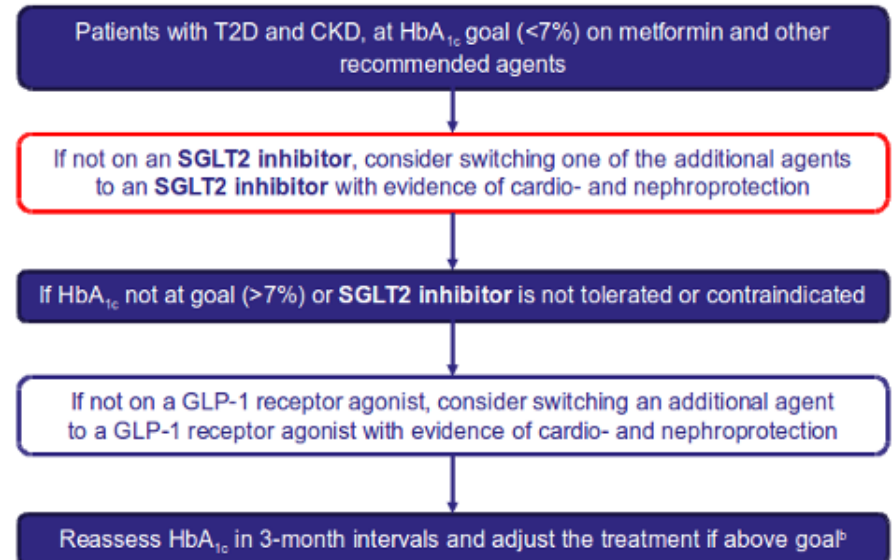 Patients with T2D and CKD, at HbA1c goal (<7%) on metformin and other
recommended agents
If not on an SGLT2 inhibitor, consider switching one of the additional agents
to an SGLT2 inhibitor with evidence of cardio- and nephroprotection
If HbA1c not at goal (>7%) or SGLT2 inhibitor is not tolerated or contraindicated
If not on a GLP-1 receptor agonist, consider switching an additional agent
to a GLP-1 receptor agonist with evidence of cardio- and nephroprotection
Reassess HbA1c in 3-month intervals and adjust the treatment if above goalb